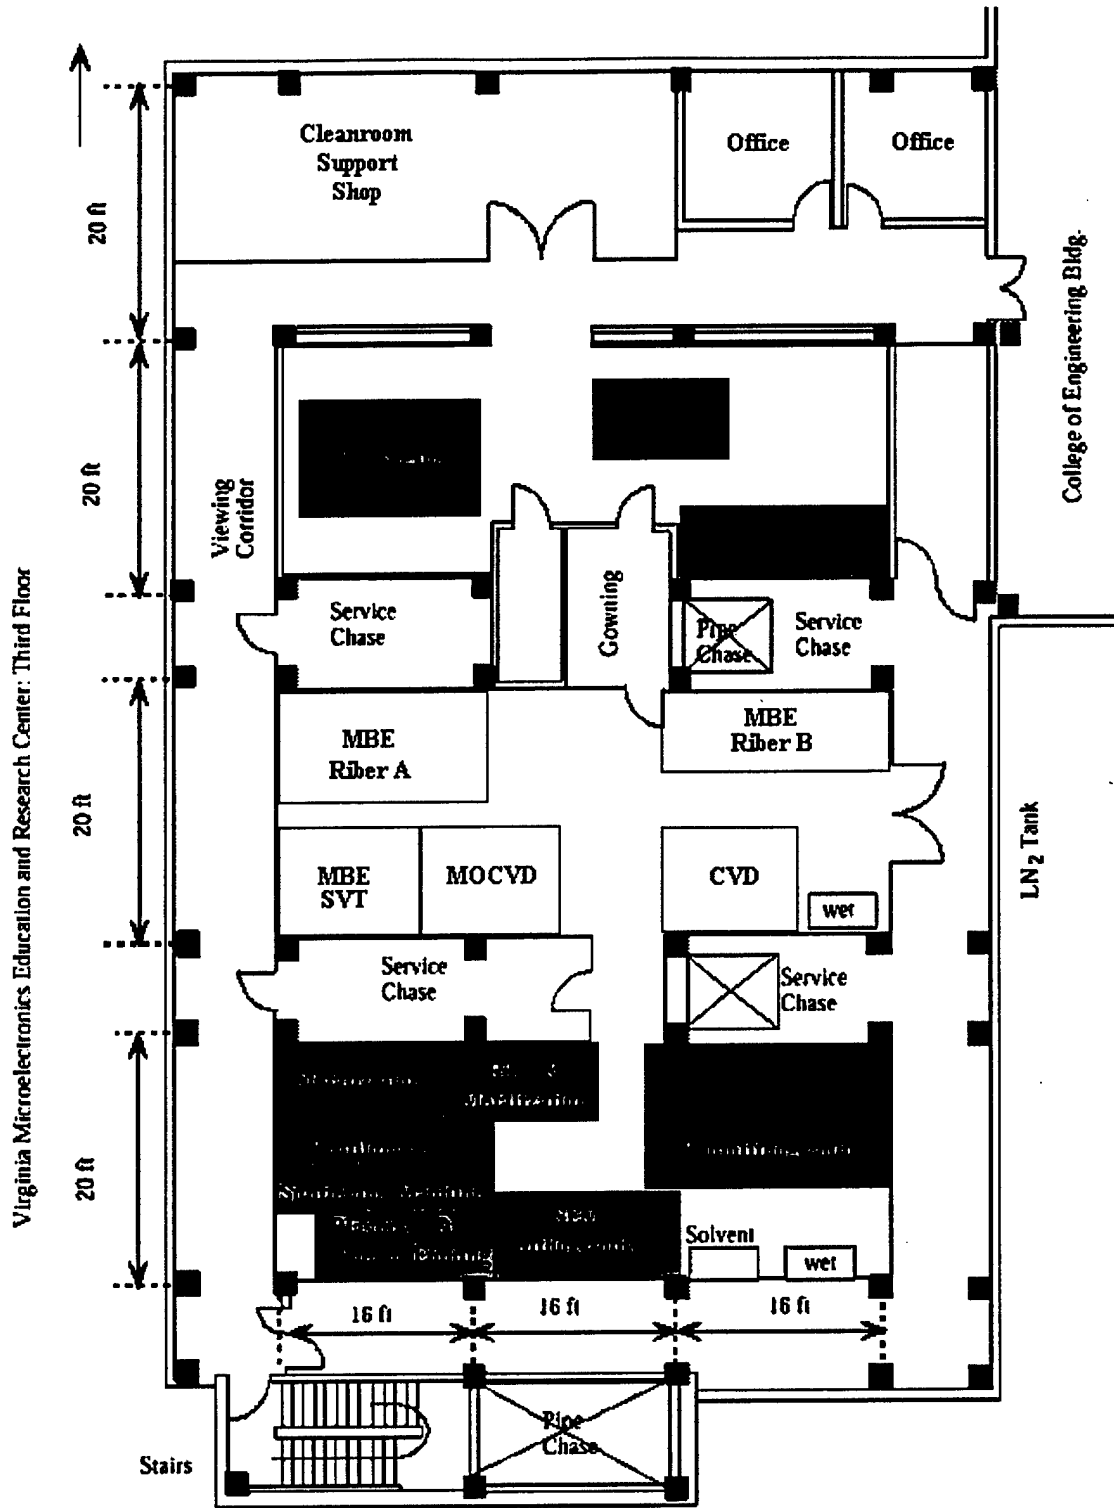 Virginia Microelectronics Education and Research Center: Third Floor
20 ft
Cleanroom
Support
Shop
Office
Office
College of Engineering Bldg.
20 ft
Viewing
Corridor
Service
Chase
Gowning
Pipe
Chase
Service
Chase
20 ft
MBE
Riber A
MBE
Riber B
MBE
SVT
MOCVD
CVD
wet
LN2 Tank
Service
Chase
Service
Chase
20 ft
Solvent
wet
16 ft
16 ft
16 ft
Pipe
Chase
Stairs